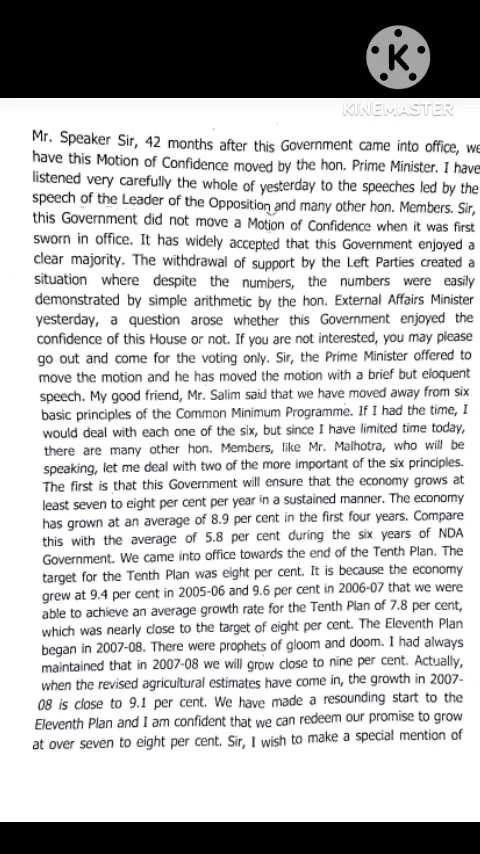 K
KINEMASTER
Mr. Speaker Sir, 42 months after this Government came into office, we
have this Motion of Confidence moved by the hon. Prime Minister. I have
listened very carefully the whole of yesterday to the speeches led by the
speech of the Leader of the Opposition and many other hon. Members. Sir,
this Government did not move a Motion of Confidence when it was first
sworn in office. It has widely accepted that this Government enjoyed a
clear majority. The withdrawal of support by the Left Parties created a
situation where despite the numbers, the numbers were easily
demonstrated by simple arithmetic by the hon. External Affairs Minister
yesterday, a question arose whether this Government enjoyed the
confidence of this House or not. If you are not interested, you may please
go out and come for the voting only. Sir, the Prime Minister offered to
move the motion and he has moved the motion with a brief but eloquent
speech. My good friend, Mr. Salim said that we have moved away from six
basic principles of the Common Minimum Programme. If I had the time, I
would deal with each one of the six, but since I have limited time today,
there are many other hon. Members, like Mr. Malhotra, who will be
speaking, let me deal with two of the more important of the six principles.
The first is that this Government will ensure that the economy grows at
least seven to eight per cent per year in a sustained manner. The economy
has grown at an average of 8.9 per cent in the first four years. Compare
this with the average of 5.8 per cent during the six years of NDA
Government. We came into office towards the end of the Tenth Plan. The
target for the Tenth Plan was eight per cent. It is because the economy
grew at 9.4 per cent in 2005-06 and 9.6 per cent in 2006-07 that we were
able to achieve an average growth rate for the Tenth Plan of 7.8 per cent,
which was nearly close to the target of eight per cent. The Eleventh Plan
began in 2007-08. There were prophets of gloom and doom. I had always
maintained that in 2007-08 we will grow close to nine per cent. Actually,
when the revised agricultural estimates have come in, the growth in 2007-
08 is close to 9.1 per cent. We have made a resounding start to the
Eleventh Plan and I am confident that we can redeem our promise to grow
at over seven to eight per cent. Sir, I wish to make a special mention of